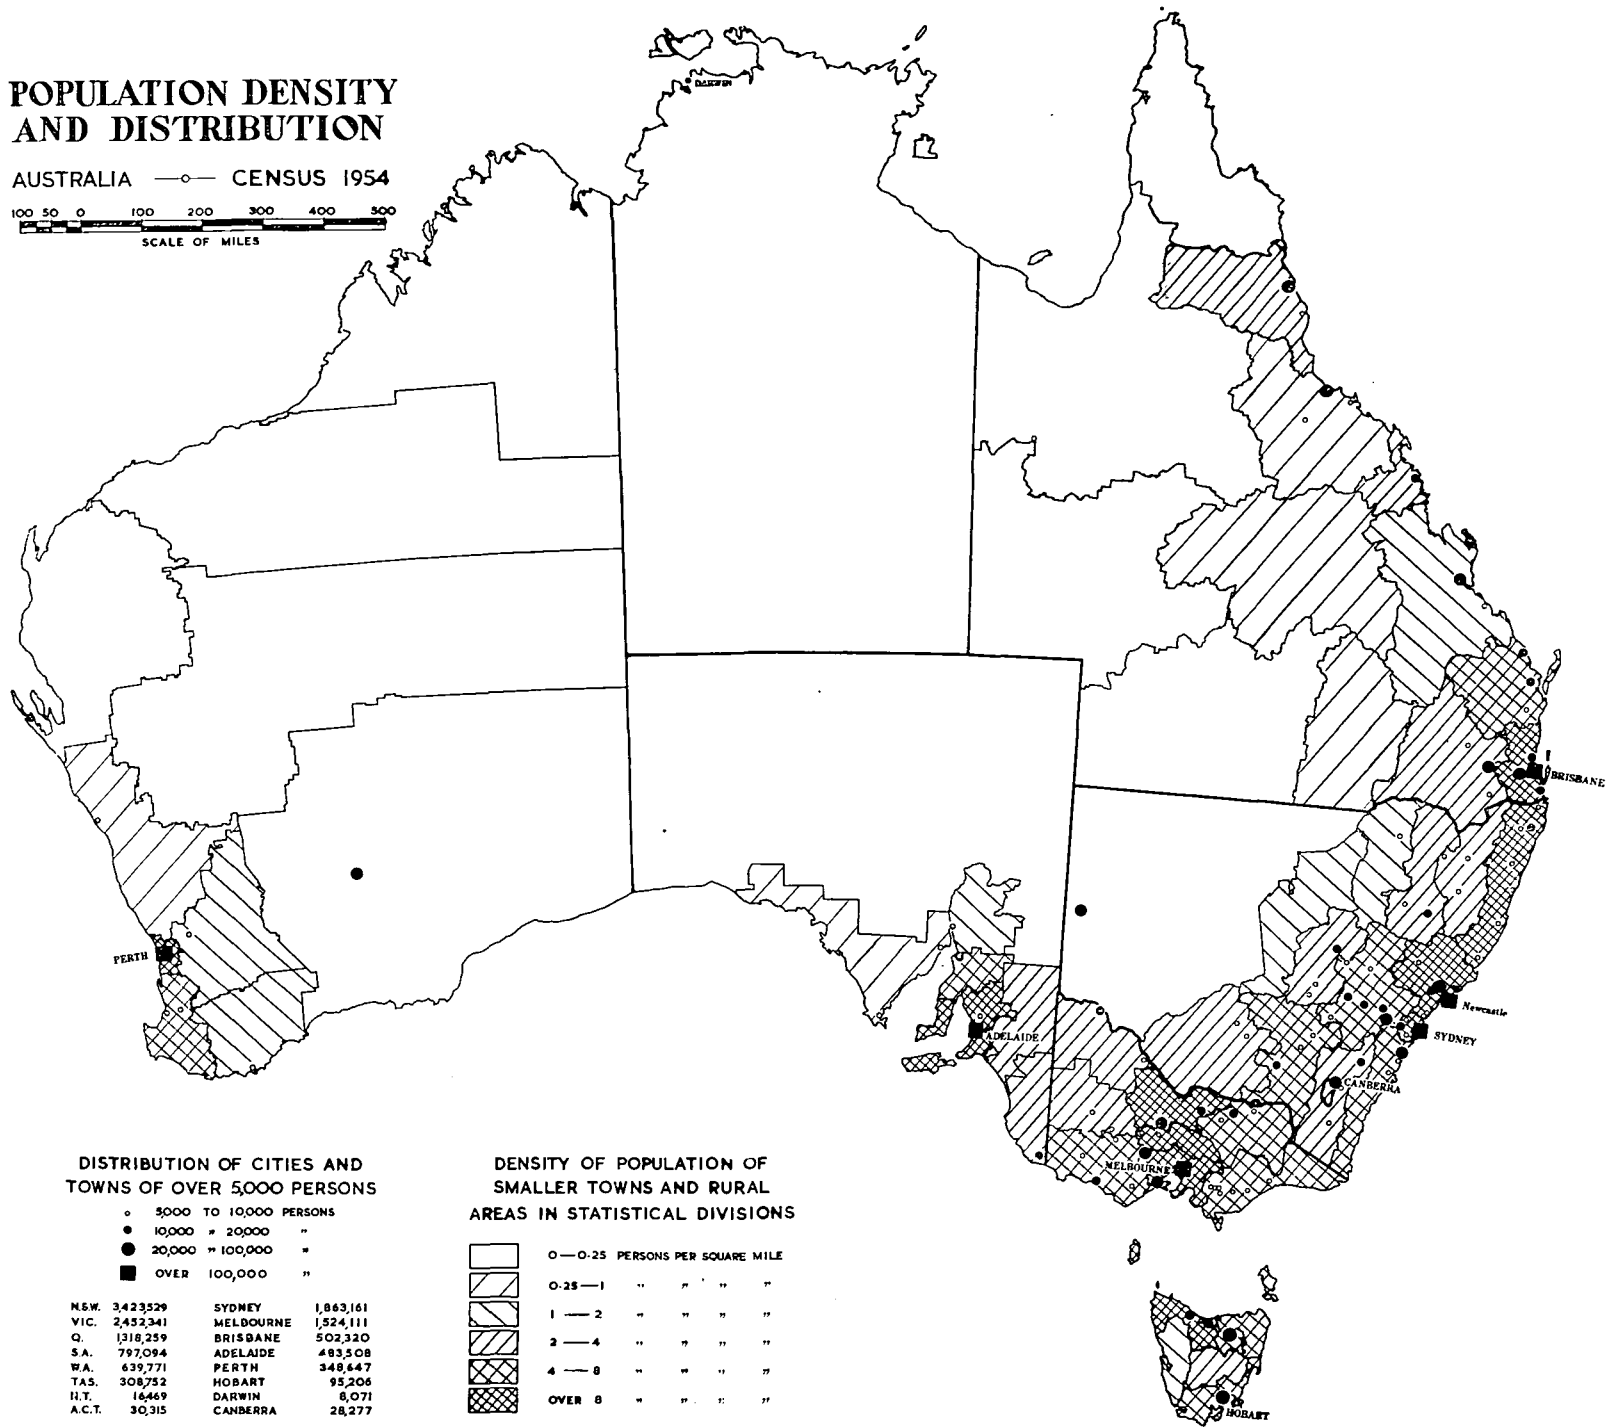 POPULATION DENSITY
AND DISTRIBUTION
AUSTRALIA CENSUS 1954
100 50 0 100 200 300 400 500
SCALE OF MILES
DARWIN
BRISBANE
PERTH
ADELAIDE
Newcastle
SYDNEY
CANBERRA
MELBOURNE
HOBART
DISTRIBUTION OF CITIES AND
TOWNS OF OVER 5,000 PERSONS
5,000 TO 10,000 PERSONS
10,000 " 20,000 "
20,000 " 100,000 "
OVER 100,000 "
N.S.W. 3,423,529 SYDNEY 1,863,161
VIC. 2,452,341 MELBOURNE 1,524,111
Q. 1,318,259 BRISBANE 502,320
S.A. 797,094 ADELAIDE 483,508
W.A. 639,771 PERTH 348,647
TAS. 308,752 HOBART 95,206
N.T. 16,469 DARWIN 8,071
A.C.T. 30,315 CANBERRA 28,277
DENSITY OF POPULATION OF
SMALLER TOWNS AND RURAL
AREAS IN STATISTICAL DIVISIONS
0—0·25 PERSONS PER SQUARE MILE
0·25—1 " " " "
1 — 2 " " " "
2 — 4 " " " "
4 — 8 " " " "
OVER 8 " " " "